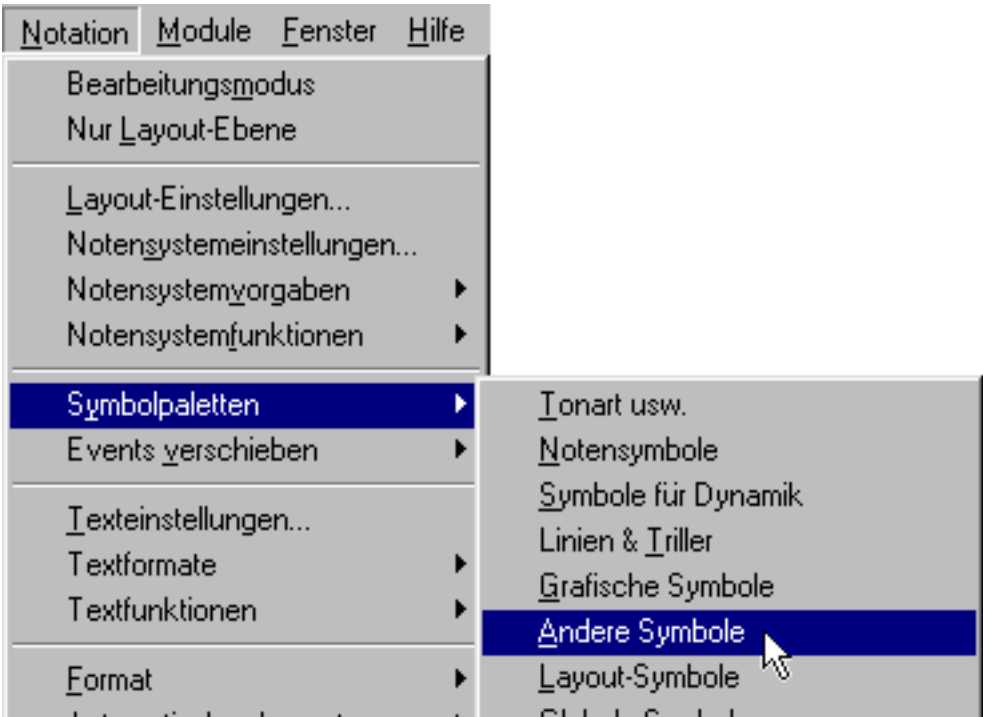 Notation Module Fenster Hilfe
Bearbeitungsmodus
Nur Layout-Ebene
Layout-Einstellungen...
Notensystemeinstellungen...
Notensystemvorgaben
Notensystemfunktionen
Symbolpaletten
Events verschieben
Texteinstellungen...
Textformate
Textfunktionen
Format
Tonart usw.
Notensymbole
Symbole für Dynamik
Linien & Triller
Grafische Symbole
Andere Symbole
Layout-Symbole